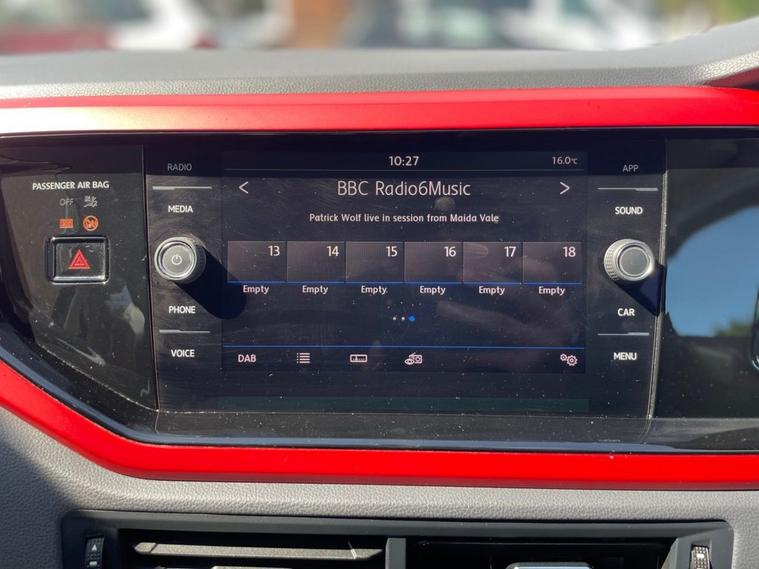 10:27 16.0°C
RADIO
APP
PASSENGER AIR BAG
OFF
MEDIA
< BBC Radio6Music >
SOUND
Patrick Wolf live in session from Maida Vale
13 14 15 16 17 18
Empty Empty Empty Empty Empty Empty
PHONE
CAR
VOICE
DAB
MENU